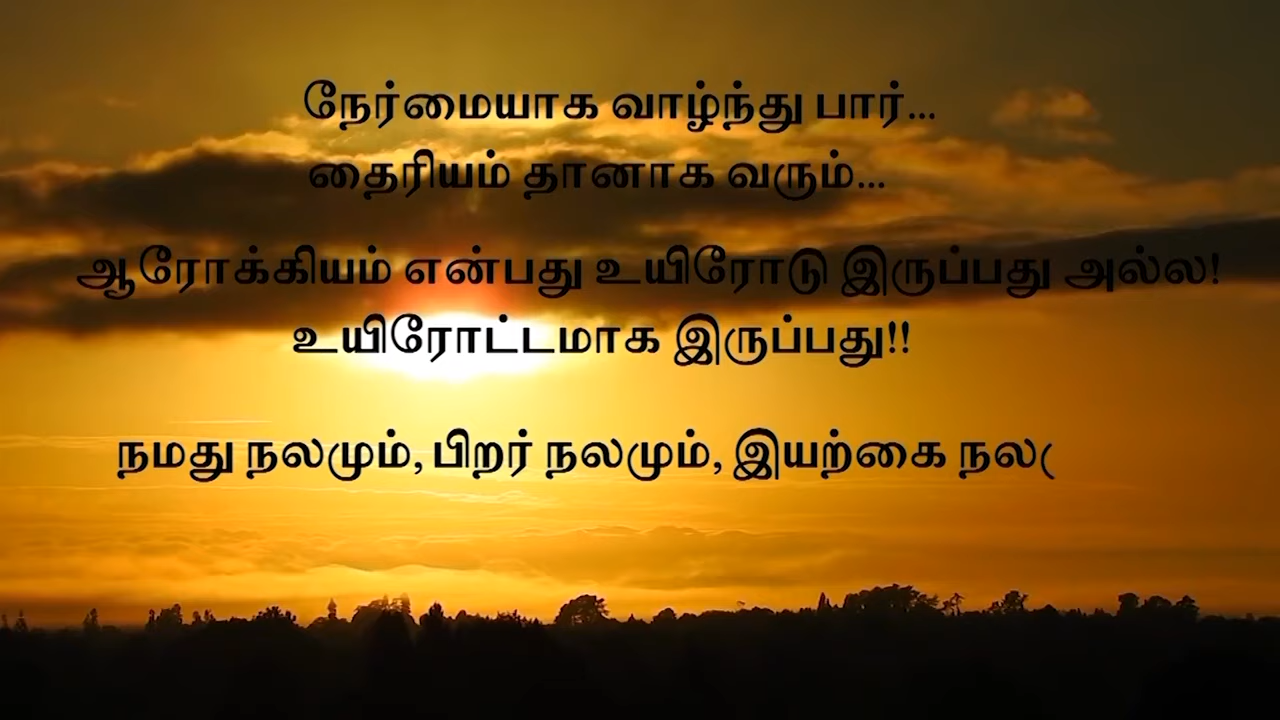 நேர்மையாக வாழ்ந்து பார்...
தைரியம் தானாக வரும்...
ஆரோக்கியம் என்பது உயிரோடு இருப்பது அல்ல!
உயிரோட்டமாக இருப்பது!!
நமது நலமும், பிறர் நலமும், இயற்கை நல